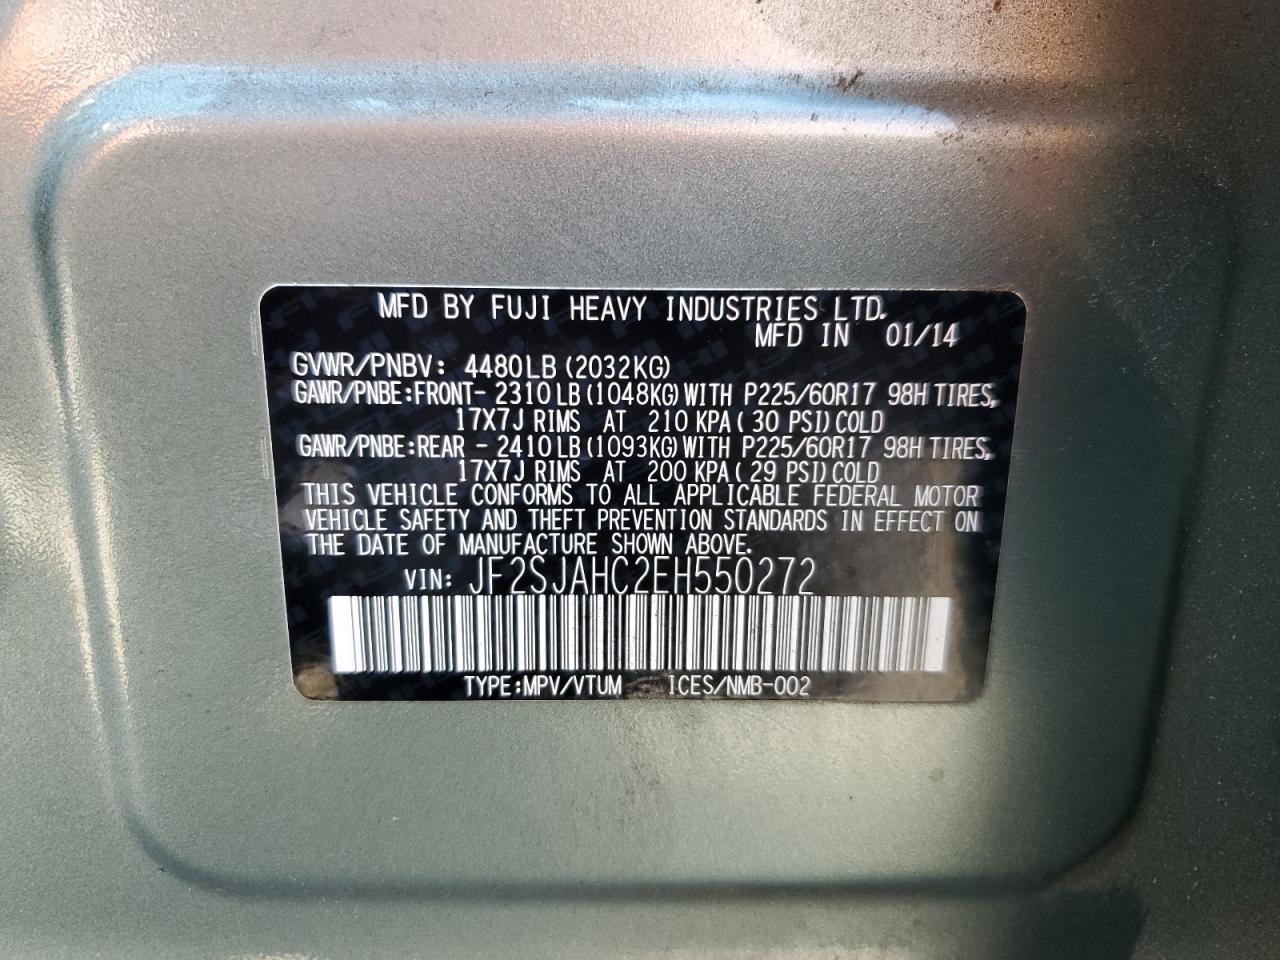 MFD BY FUJI HEAVY INDUSTRIES LTD.
MFD IN 01/14
GVWR/PNBV: 4480LB (2032KG)
GAWR/PNBE:FRONT- 2310 LB (1048KG) WITH P225/60R17 98H TIRES,
17X7J RIMS AT 210 KPA ( 30 PSI) COLD
GAWR/PNBE:REAR - 2410 LB (1093KG) WITH P225/60R17 98H TIRES,
17X7J RIMS AT 200 KPA ( 29 PSI) COLD
THIS VEHICLE CONFORMS TO ALL APPLICABLE FEDERAL MOTOR
VEHICLE SAFETY AND THEFT PREVENTION STANDARDS IN EFFECT ON
THE DATE OF MANUFACTURE SHOWN ABOVE.
VIN: JF2SJAHC2EH550272
TYPE:MPV/VTUM ICES/NMB-002